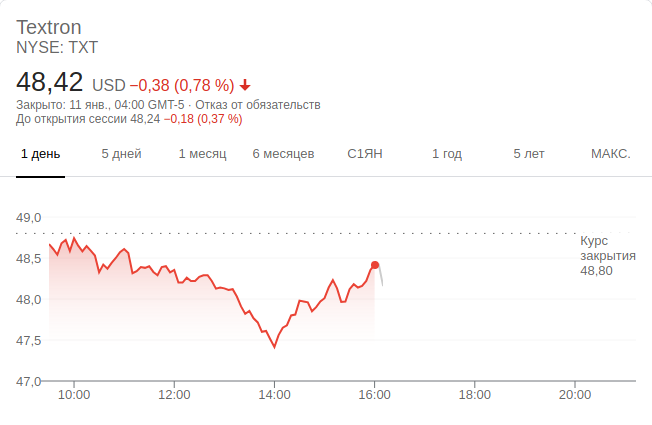 Textron
NYSE: TXT
48,42 USD −0,38 (0,78 %)
Закрыто: 11 янв., 04:00 GMT-5 · Отказ от обязательств
До открытия сессии 48,24 −0,18 (0,37 %)
1 день 5 дней 1 месяц 6 месяцев С1ЯН 1 год 5 лет МАКС.
49,0
Курс
закрытия
48,80
48,5
48,0
47,5
47,0
10:00 12:00 14:00 16:00 18:00 20:00